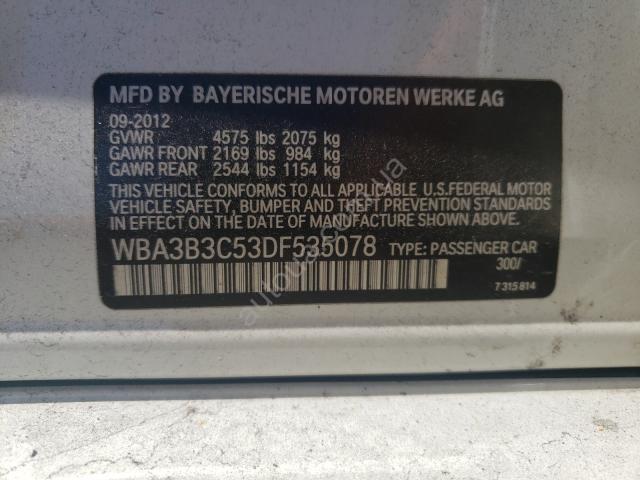 MFD BY BAYERISCHE MOTOREN WERKE AG
09-2012
GVWR 4575 lbs 2075 kg
GAWR FRONT 2169 lbs 984 kg
GAWR REAR 2544 lbs 1154 kg
THIS VEHICLE CONFORMS TO ALL APPLICABLE U.S.FEDERAL MOTOR
VEHICLE SAFETY, BUMPER AND THEFT PREVENTION STANDARDS
IN EFFECT ON THE DATE OF MANUFACTURE SHOWN ABOVE.
WBA3B3C53DF535078 TYPE: PASSENGER CAR
300/
7315814
autoua.ua